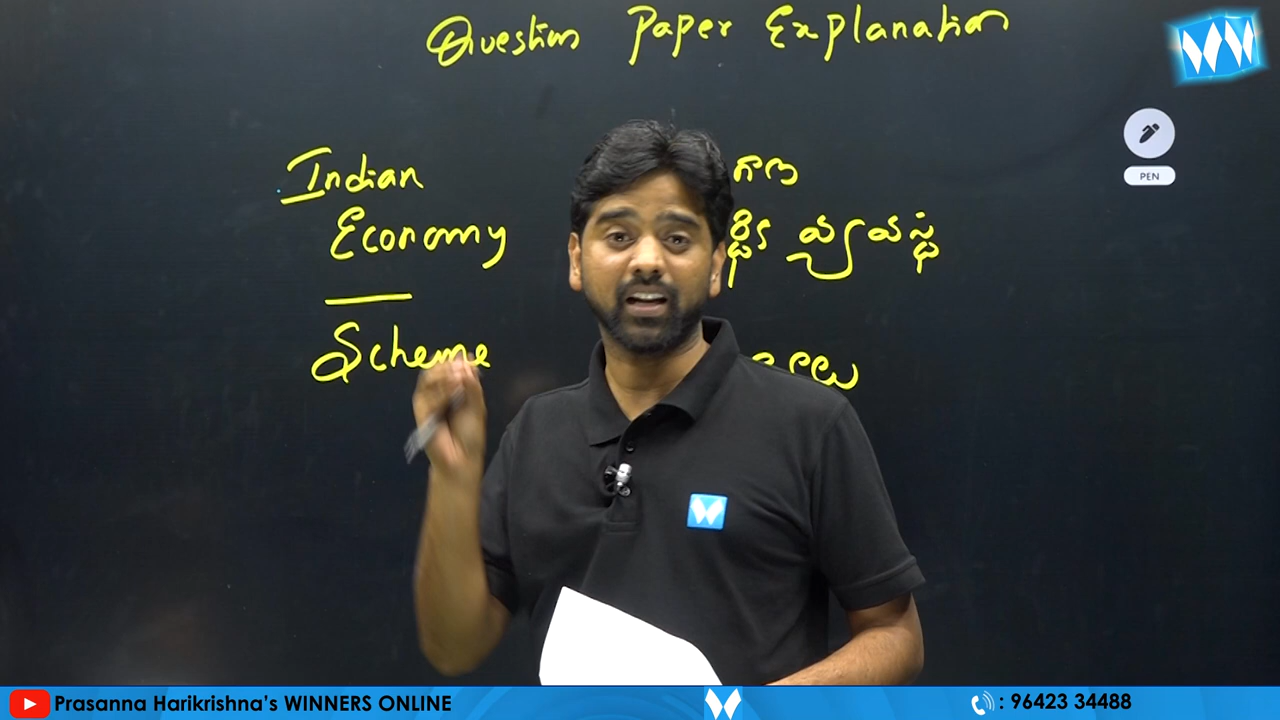 Question Paper Explanation
Indian
Economy వ్యవస్థ
Scheme
PEN
Prasanna Harikrishna's WINNERS ONLINE : 96423 34488